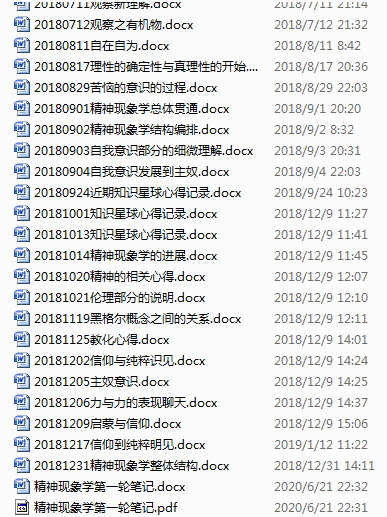 20180711观察新理解.docx 2018/7/11 21:14
20180712观察之有机物.docx 2018/7/12 21:32
20180811自在自为.docx 2018/8/11 8:42
20180817理性的确定性与真理性的开始.... 2018/8/17 20:36
20180829苦恼的意识的过程.docx 2018/8/29 22:03
20180901精神现象学总体贯通.docx 2018/9/1 20:20
20180902精神现象学结构编排.docx 2018/9/2 8:32
20180903自我意识部分的细微理解.docx 2018/9/3 20:31
20180904自我意识发展到主奴.docx 2018/9/4 22:03
20180924近期知识星球心得记录.docx 2018/9/24 10:23
20181001知识星球心得记录.docx 2018/12/9 11:27
20181013知识星球心得记录.docx 2018/12/9 11:41
20181014精神现象学的进展.docx 2018/12/9 11:45
20181020精神的相关心得.docx 2018/12/9 12:07
20181021伦理部分的说明.docx 2018/12/9 12:10
20181119黑格尔概念之间的关系.docx 2018/12/9 12:11
20181125教化心得.docx 2018/12/9 14:01
20181202信仰与纯粹识见.docx 2018/12/9 14:24
20181205主奴意识.docx 2018/12/9 14:25
20181206力与力的表现聊天.docx 2018/12/9 14:37
20181209启蒙与信仰.docx 2018/12/9 15:06
20181217信仰到纯粹明见.docx 2019/1/12 11:22
20181231精神现象学整体结构.docx 2018/12/31 14:11
精神现象学第一轮笔记.docx 2020/6/21 22:32
精神现象学第一轮笔记.pdf 2020/6/21 22:31